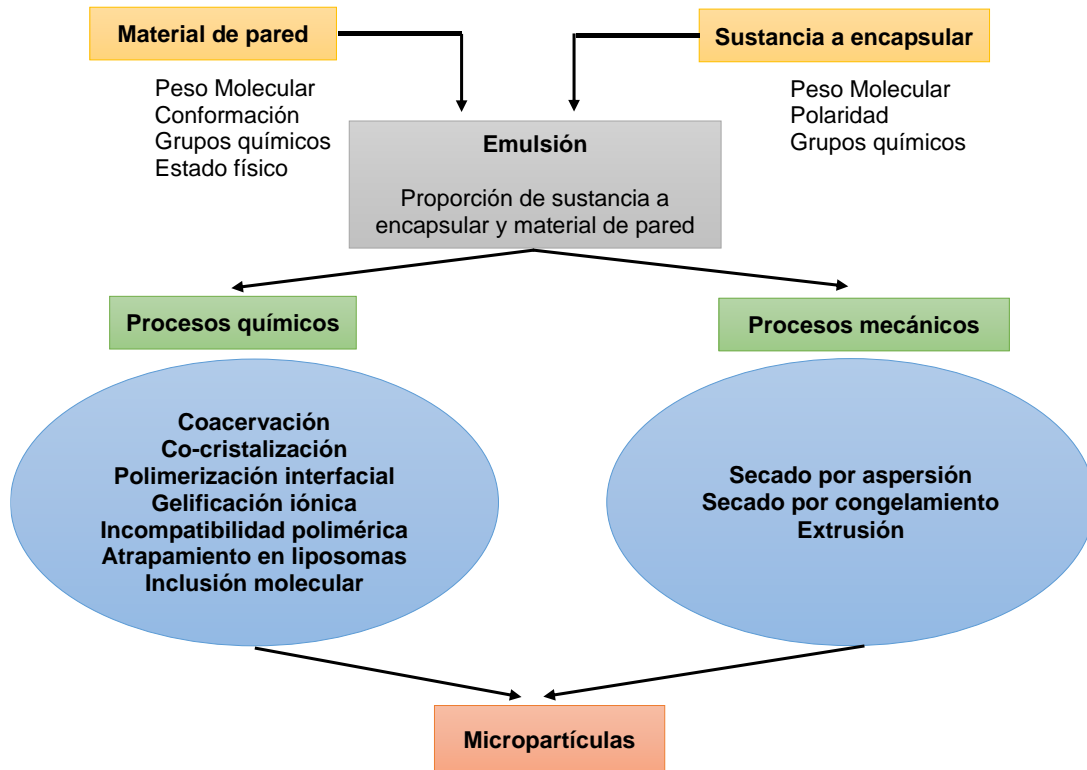 Material de pared
Sustancia a encapsular
Peso Molecular
Conformación
Grupos químicos
Estado físico
Peso Molecular
Polaridad
Grupos químicos
Emulsión
Proporción de sustancia a
encapsular y material de pared
Procesos químicos
Procesos mecánicos
Coacervación
Co-cristalización
Polimerización interfacial
Gelificación iónica
Incompatibilidad polimérica
Atrapamiento en liposomas
Inclusión molecular
Secado por aspersión
Secado por congelamiento
Extrusión
Micropartículas